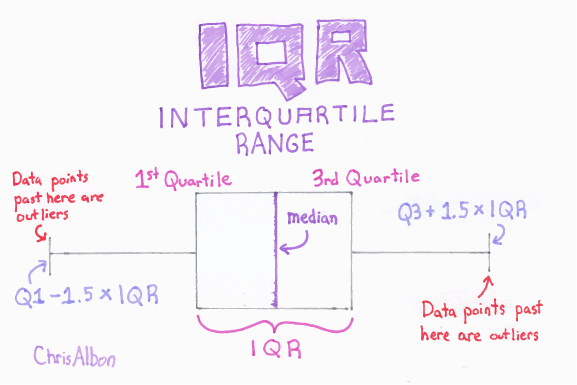 IQR
INTERQUARTILE
RANGE
Data points
past here are
outliers
1st Quartile
3rd Quartile
median
Q3 + 1.5 × IQR
Q1 - 1.5 × IQR
Data points past
here are outliers
IQR
ChrisAlbon